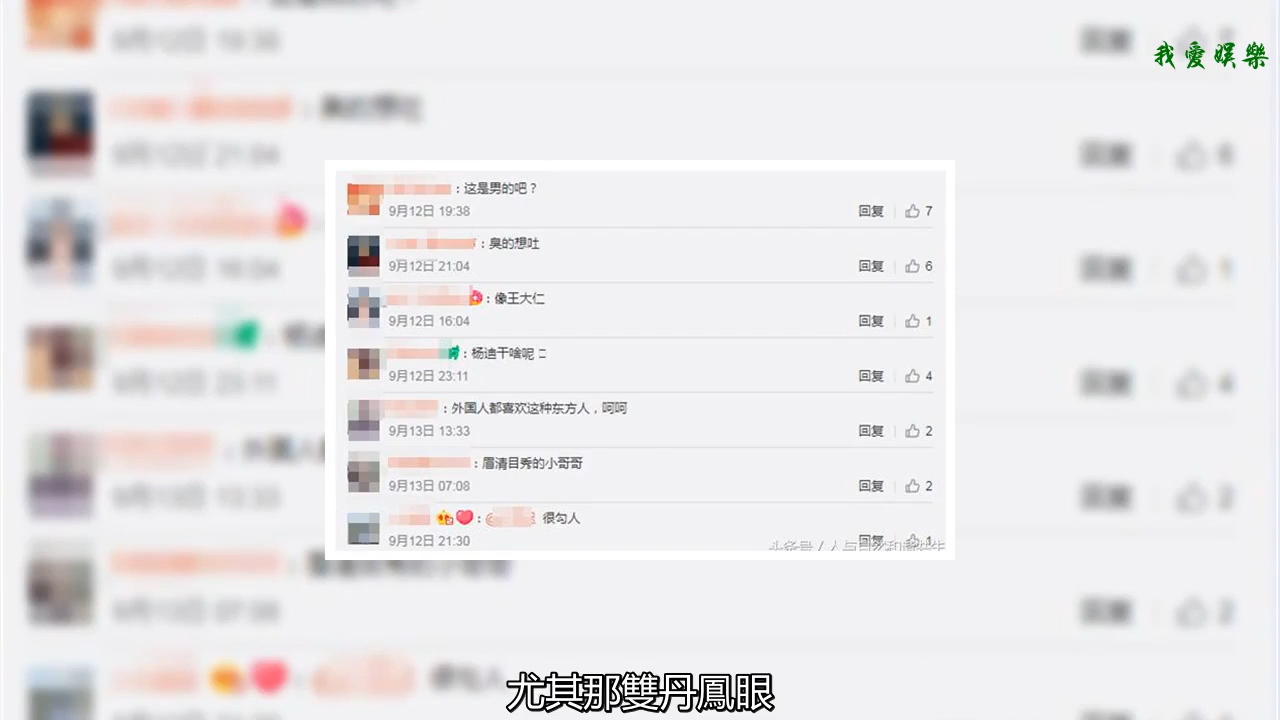 我愛娛樂
：这是男的吧？
9月12日 19:38 回复 7
：臭的想吐
9月12日 21:04 回复 6
：像王大仁
9月12日 16:04 回复 1
：杨迪干啥呢
9月12日 23:11 回复 4
：外国人都喜欢这种东方人，呵呵
9月13日 13:33 回复 2
：眉清目秀的小哥哥
9月13日 07:08 回复 2
：@ 很勾人
9月12日 21:30 回复 1
尤其那雙丹鳳眼